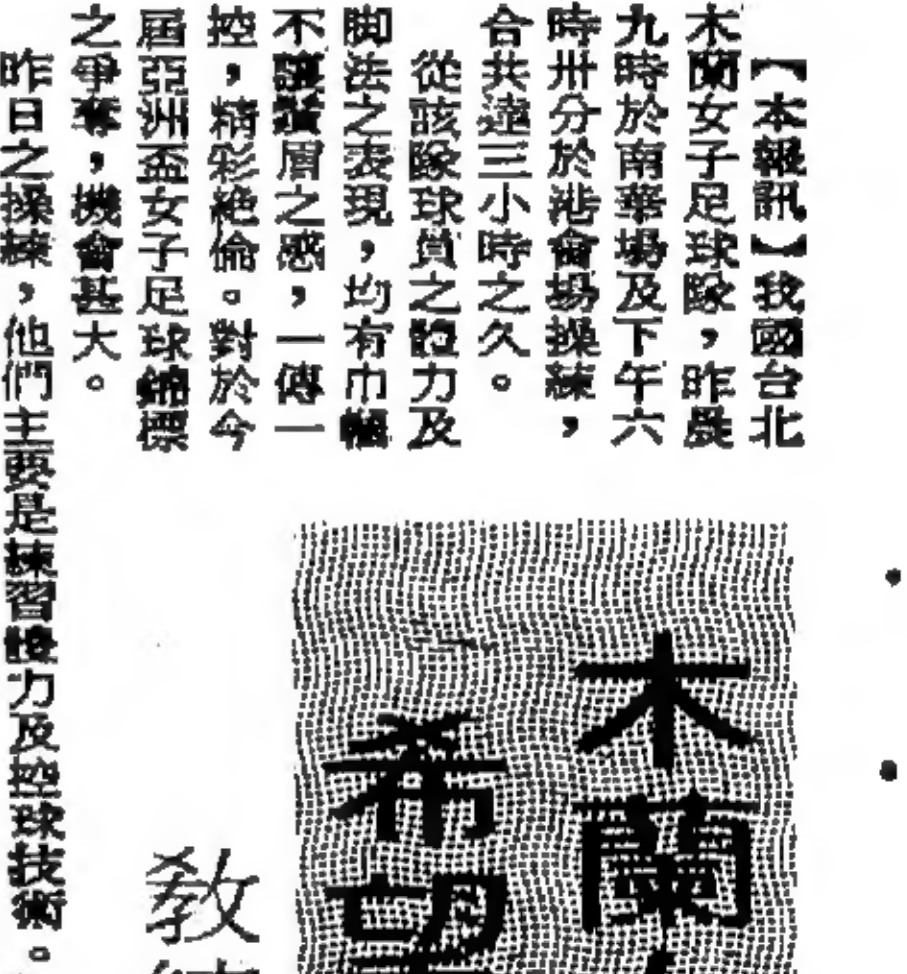 【本報訊】我國台北
木蘭女子足球隊，昨晨
九時於南華場及下午六
時卅分於港會場操練，
合共達三小時之久。
從該隊球員之體力及
脚法之表現，均有巾幗
不讓鬚眉之感，一傳一
控，精彩絕倫。對於今
屆亞洲盃女子足球錦標
之爭奪，機會甚大。
昨日之操練，他們主要是練習體力及控球技術。
木蘭
希望
教練